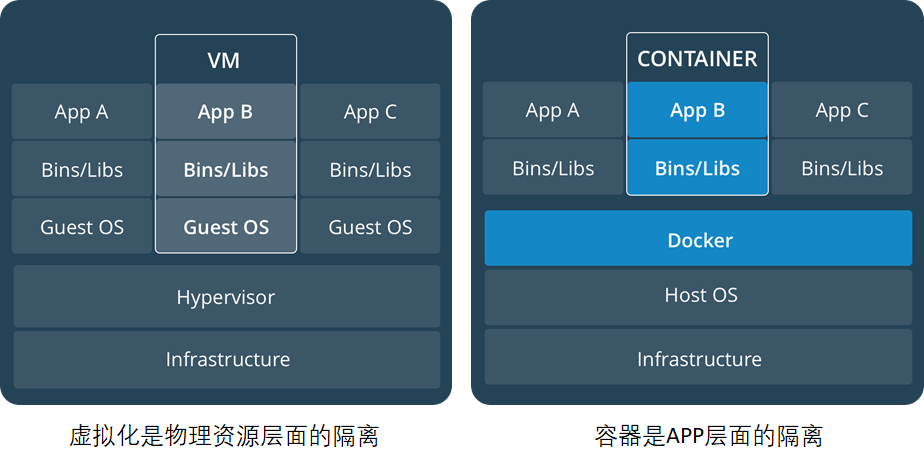 VM
App A App B App C
Bins/Libs Bins/Libs Bins/Libs
Guest OS Guest OS Guest OS
Hypervisor
Infrastructure
虚拟化是物理资源层面的隔离
CONTAINER
App A App B App C
Bins/Libs Bins/Libs Bins/Libs
Docker
Host OS
Infrastructure
容器是APP层面的隔离